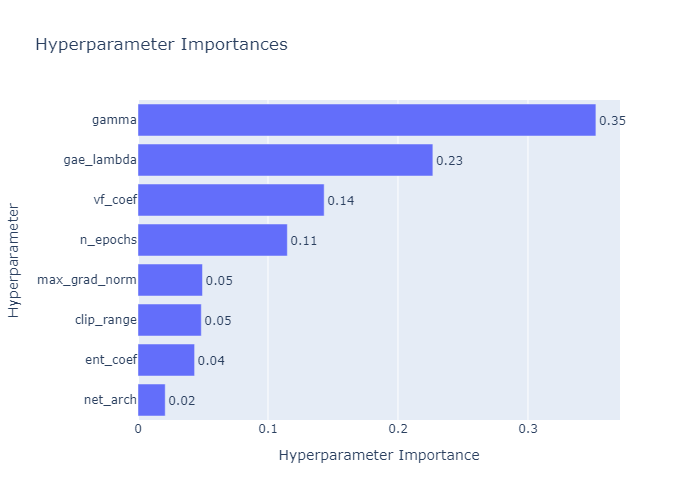 Hyperparameter Importances
Hyperparameter
gamma 0.35
gae_lambda 0.23
vf_coef 0.14
n_epochs 0.11
max_grad_norm 0.05
clip_range 0.05
ent_coef 0.04
net_arch 0.02
0 0.1 0.2 0.3
Hyperparameter Importance